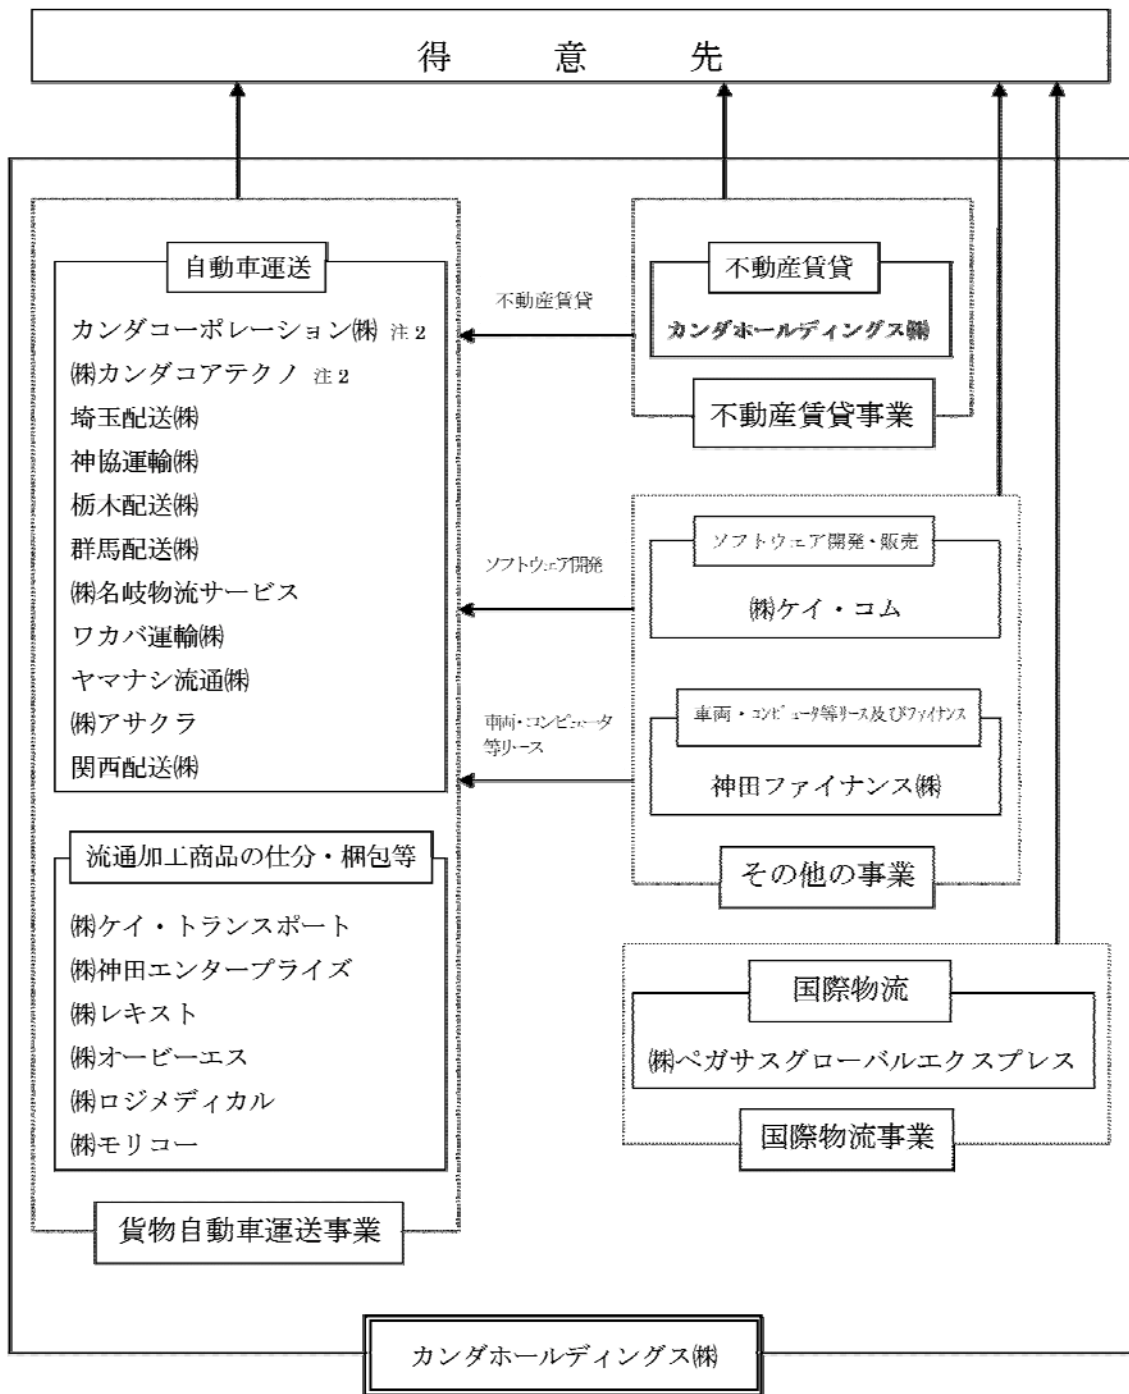 得意先
自動車運送
カンダコーポレーション㈱ 注2
㈱カンダコアテクノ 注2
埼玉配送㈱
神協運輸㈱
栃木配送㈱
群馬配送㈱
㈱名岐物流サービス
ワカバ運輸㈱
ヤマナシ流通㈱
㈱アサクラ
関西配送㈱
流通加工商品の仕分・梱包等
㈱ケイ・トランスポート
㈱神田エンタープライズ
㈱レキスト
㈱オービーエス
㈱ロジメディカル
㈱モリコー
貨物自動車運送事業
不動産賃貸
ソフトウェア開発
車両・コンピュータ
等リース
不動産賃貸
カンダホールディングス㈱
不動産賃貸事業
ソフトウェア開発・販売
㈱ケイ・コム
車両・コンピュータ等リース及びファイナンス
神田ファイナンス㈱
その他の事業
国際物流
㈱ペガサスグローバルエクスプレス
国際物流事業
カンダホールディングス㈱